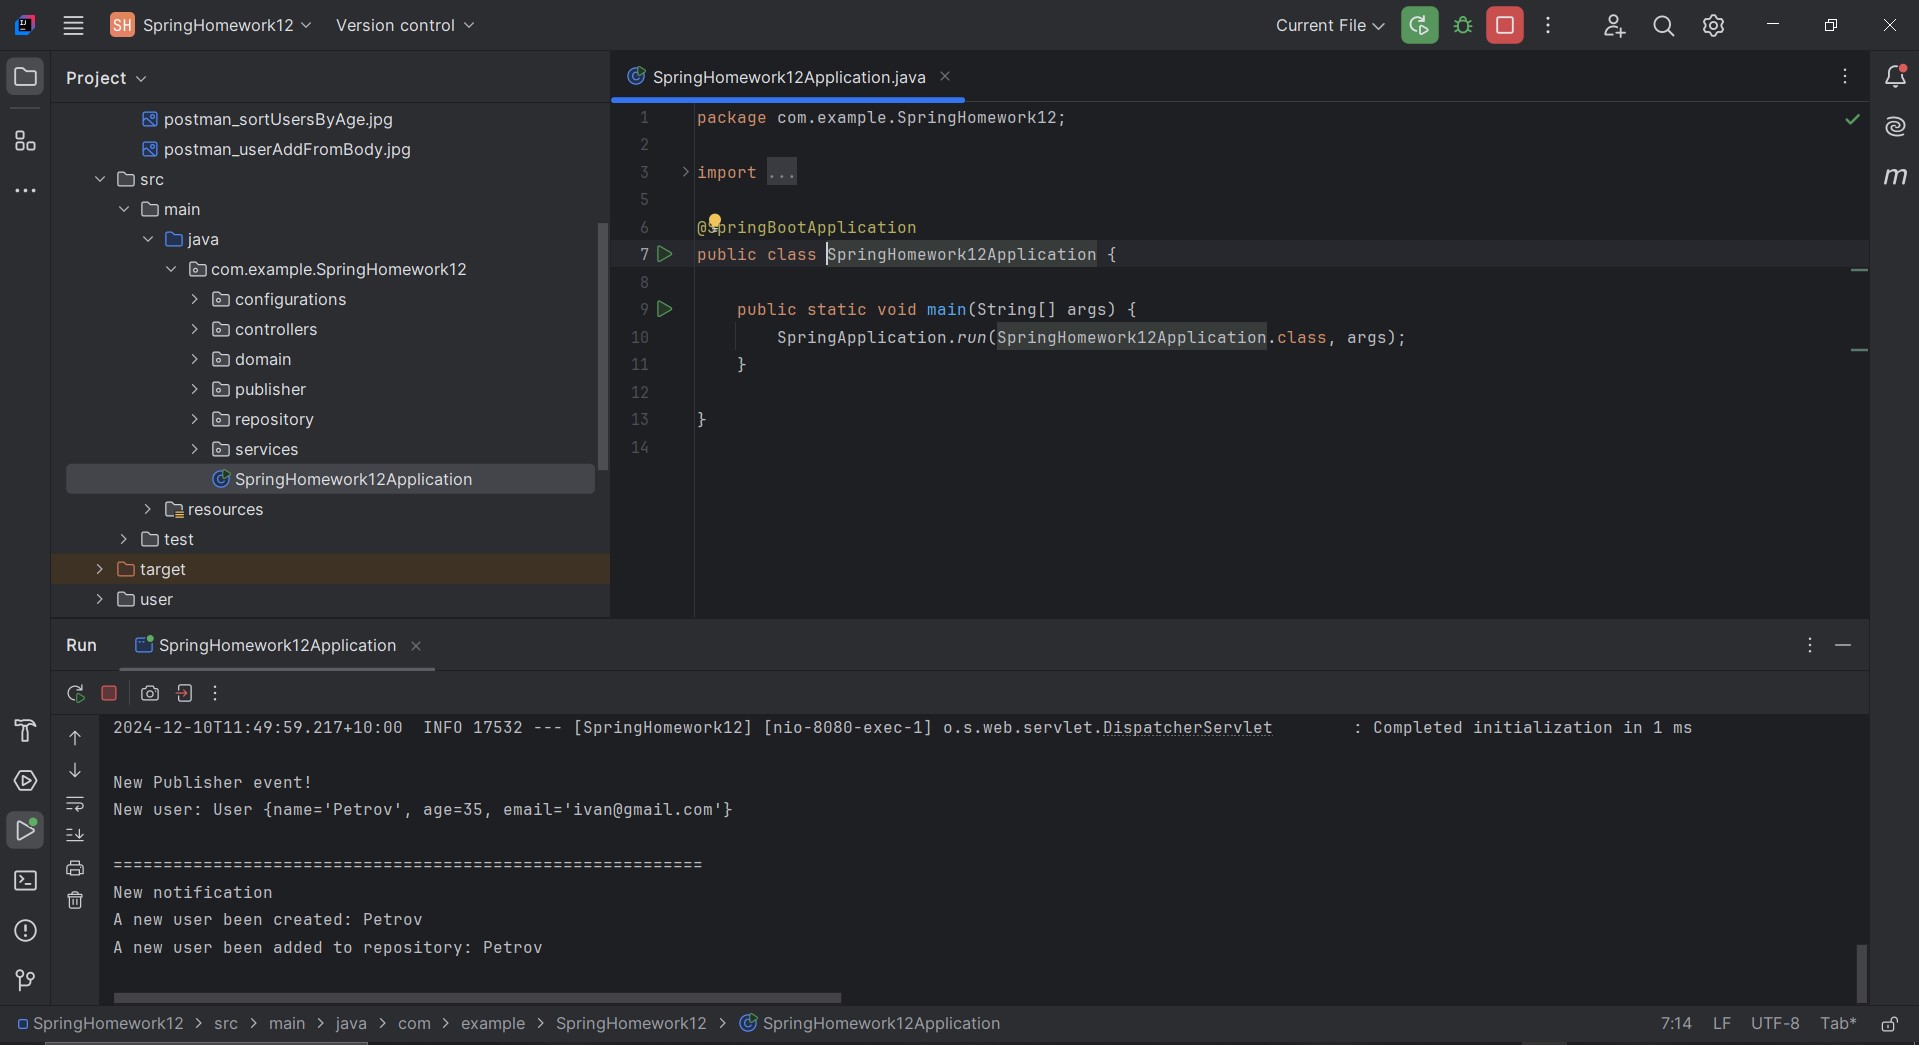 SH SpringHomework12 Version control Current File
Project
SpringHomework12Application.java
postman_sortUsersByAge.jpg
postman_userAddFromBody.jpg
src
main
java
com.example.SpringHomework12
configurations
controllers
domain
publisher
repository
services
SpringHomework12Application
resources
test
target
user
1 package com.example.SpringHomework12;
2
3 import ...
5
6 @SpringBootApplication
7 public class SpringHomework12Application {
8
9 public static void main(String[] args) {
10 SpringApplication.run(SpringHomework12Application.class, args);
11 }
12
13 }
14
Run SpringHomework12Application
2024-12-10T11:49:59.217+10:00  INFO 17532 --- [SpringHomework12] [nio-8080-exec-1] o.s.web.servlet.DispatcherServlet        : Completed initialization in 1 ms
New Publisher event!
New user: User {name='Petrov', age=35, email='ivan@gmail.com'}
===========================================================
New notification
A new user been created: Petrov
A new user been added to repository: Petrov
SpringHomework12 > src > main > java > com > example > SpringHomework12 > SpringHomework12Application 7:14 LF UTF-8 Tab*